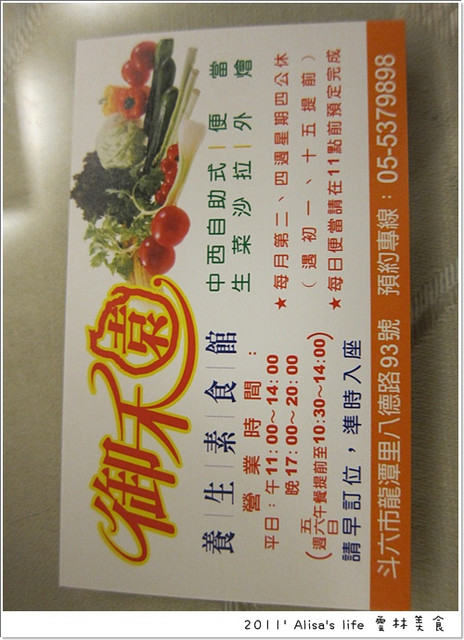 御禾園
養生素食館
營業時間：
平日：午11：00～14：00
晚17：00～20：00
(週五六日午餐提前至10:30~14:00)
請早訂位，準時入座
中西自助式｜便當
生菜沙拉｜外燴
★每月第二、四週星期四公休
（遇初一、十五提前）
★每日便當請在11點前預定完成
斗六市龍潭里八德路93號 預約專線：05-5379898
2011' Alisa's life 雲林美食